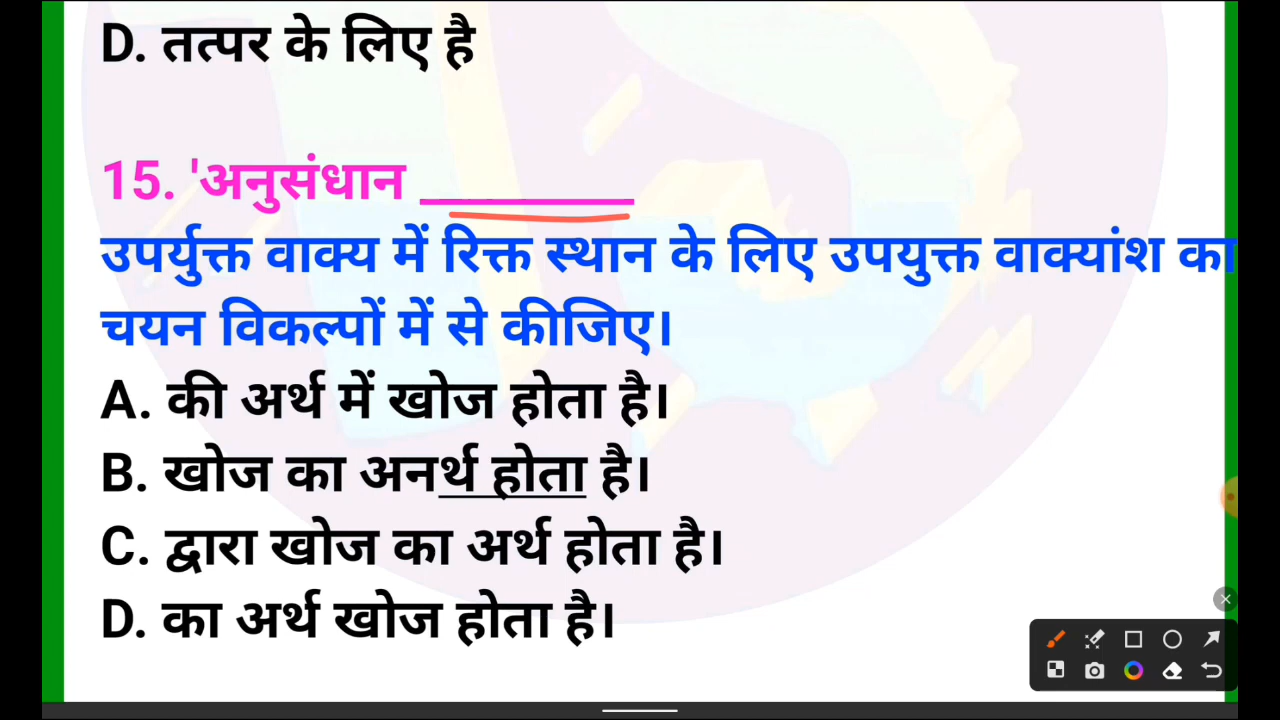 D. तत्पर के लिए है
15. 'अनुसंधान ________
उपर्युक्त वाक्य में रिक्त स्थान के लिए उपयुक्त वाक्यांश का
चयन विकल्पों में से कीजिए।
A. की अर्थ में खोज होता है।
B. खोज का अनर्थ होता है।
C. द्वारा खोज का अर्थ होता है।
D. का अर्थ खोज होता है।